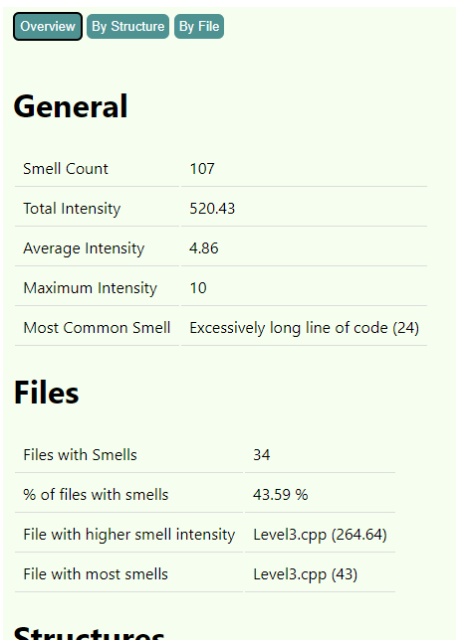 Overview By Structure By File
General
Smell Count 107
Total Intensity 520.43
Average Intensity 4.86
Maximum Intensity 10
Most Common Smell Excessively long line of code (24)
Files
Files with Smells 34
% of files with smells 43.59 %
File with higher smell intensity Level3.cpp (264.64)
File with most smells Level3.cpp (43)
Structures